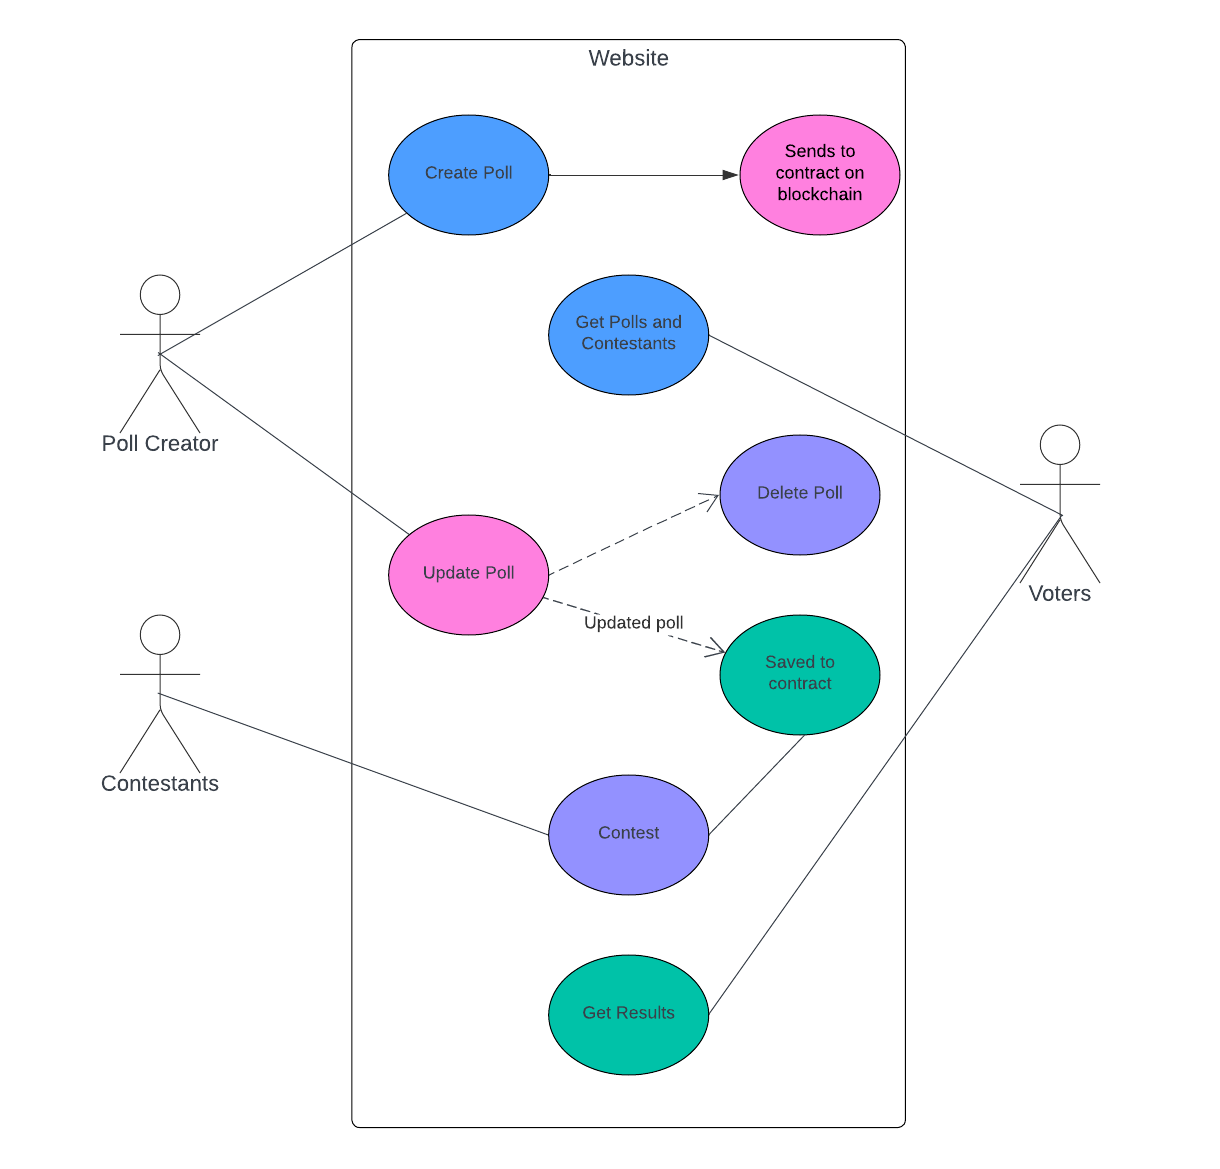 Website
Create Poll
Sends to
contract on
blockchain
Get Polls and
Contestants
Poll Creator
Delete Poll
Update Poll
Voters
Updated poll
Saved to
contract
Contestants
Contest
Get Results